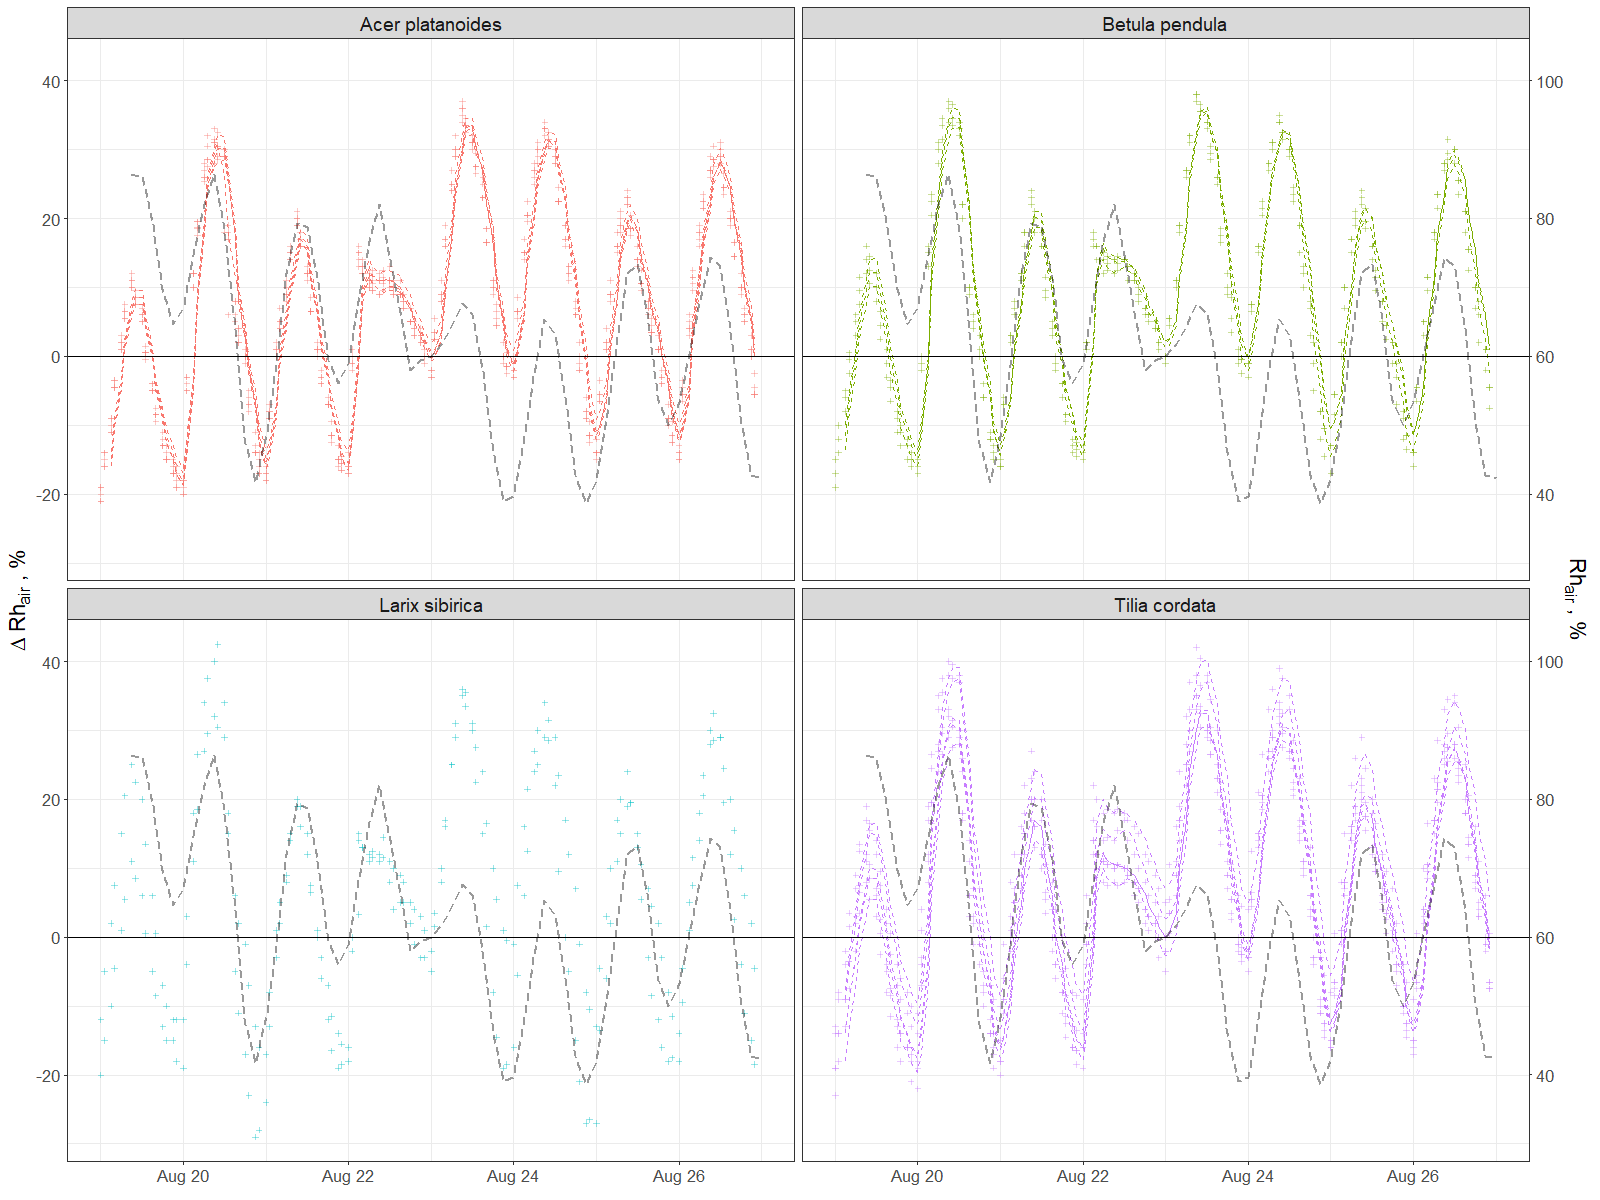 Acer platanoides
Betula pendula
40
20
0
-20
100
80
60
40
Δ Rhair , %
Rhair , %
Larix sibirica
Tilia cordata
40
20
0
-20
100
80
60
40
Aug 20
Aug 22
Aug 24
Aug 26
Aug 20
Aug 22
Aug 24
Aug 26